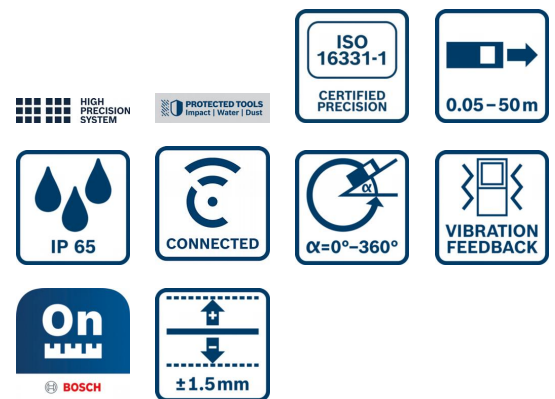 HIGH
PRECISION
SYSTEM
PROTECTED TOOLS
Impact | Water | Dust
ISO
16331-1
CERTIFIED
PRECISION
0.05–50 m
IP 65
CONNECTED
α
α=0°–360°
VIBRATION
FEEDBACK
On
BOSCH
+
-
±1.5 mm